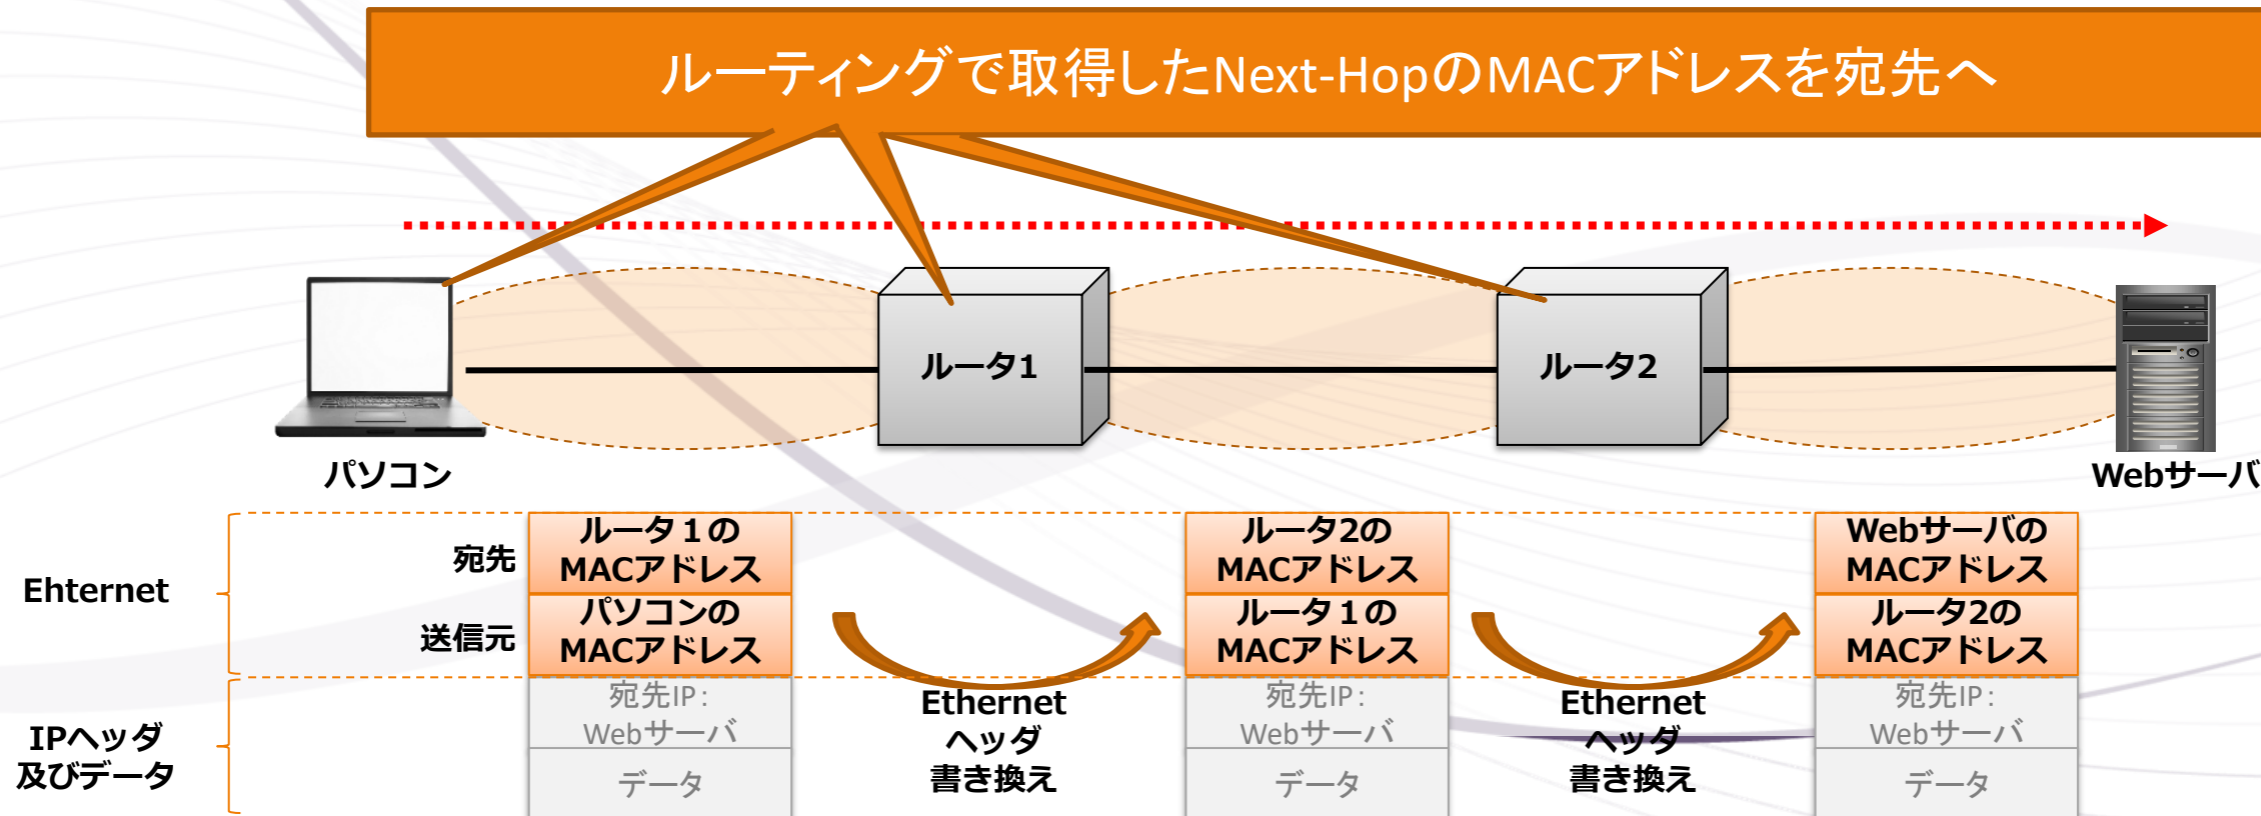 ルーティングで取得したNext-HopのMACアドレスを宛先へ
ルータ1
ルータ2
パソコン
Webサーバ
Ehternet
宛先
ルータ１の
MACアドレス
送信元
パソコンの
MACアドレス
ルータ2の
MACアドレス
ルータ１の
MACアドレス
Webサーバの
MACアドレス
ルータ2の
MACアドレス
IPヘッダ
及びデータ
宛先IP：
Webサーバ
データ
Ethernet
ヘッダ
書き換え
宛先IP：
Webサーバ
データ
Ethernet
ヘッダ
書き換え
宛先IP：
Webサーバ
データ